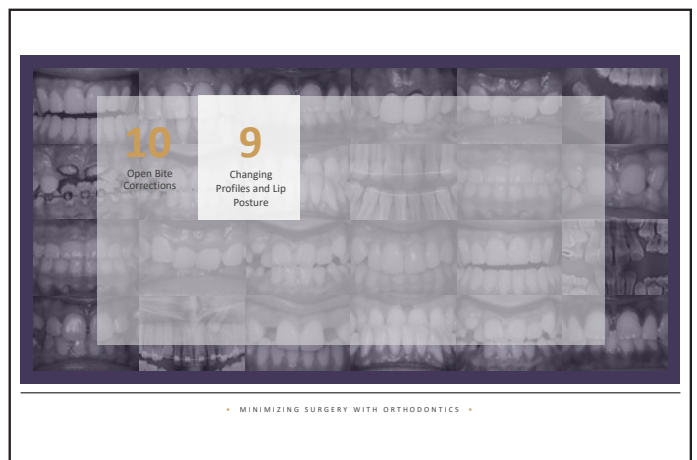 10
Open Bite
Corrections
9
Changing
Profiles and Lip
Posture
• MINIMIZING SURGERY WITH ORTHODONTICS •